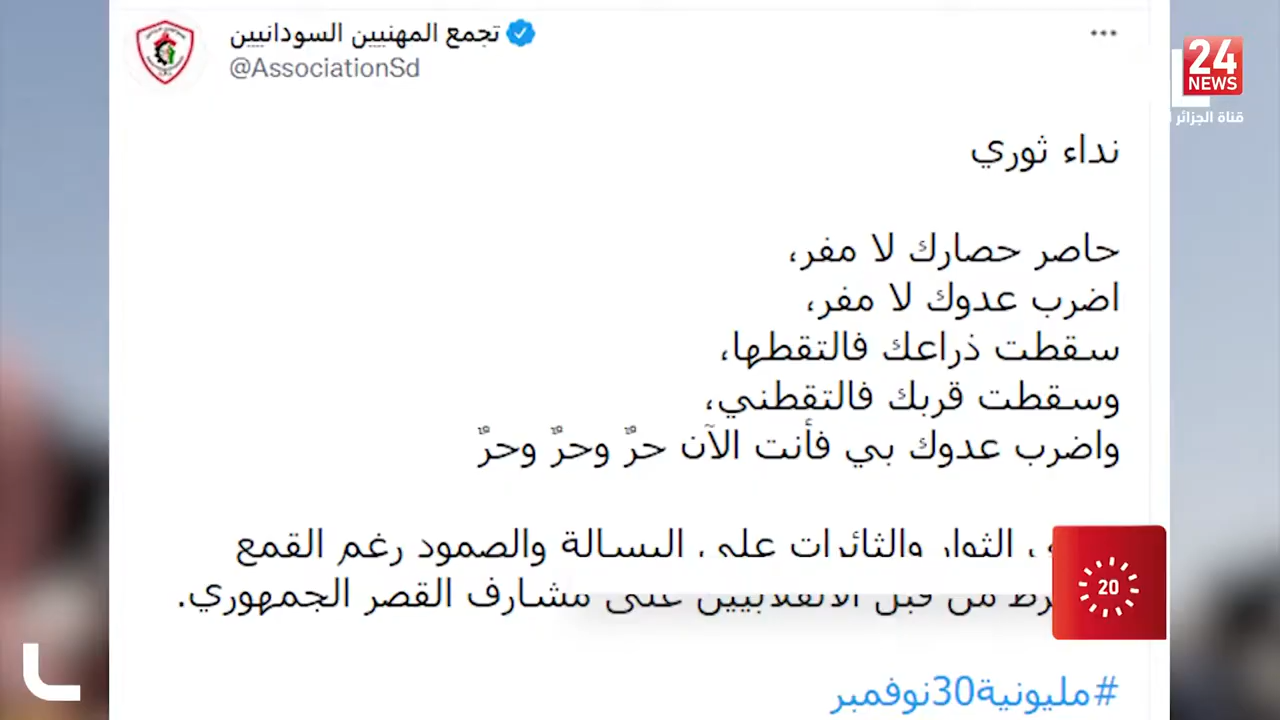 تجمع المهنيين السودانيين
@AssociationSd
24
NEWS
قناة الجزائر
نداء ثوري
حاصر حصارك لا مفر،
اضرب عدوك لا مفر،
سقطت ذراعك فالتقطها،
وسقطت قربك فالتقطني،
واضرب عدوك بي فأنت الآن حرٌّ وحرٌّ وحرٌّ
الثوار والثائرات على البسالة والصمود رغم القمع
من قبل الانقلابيين على مشارف القصر الجمهوري.
20
#مليونية30نوفمبر